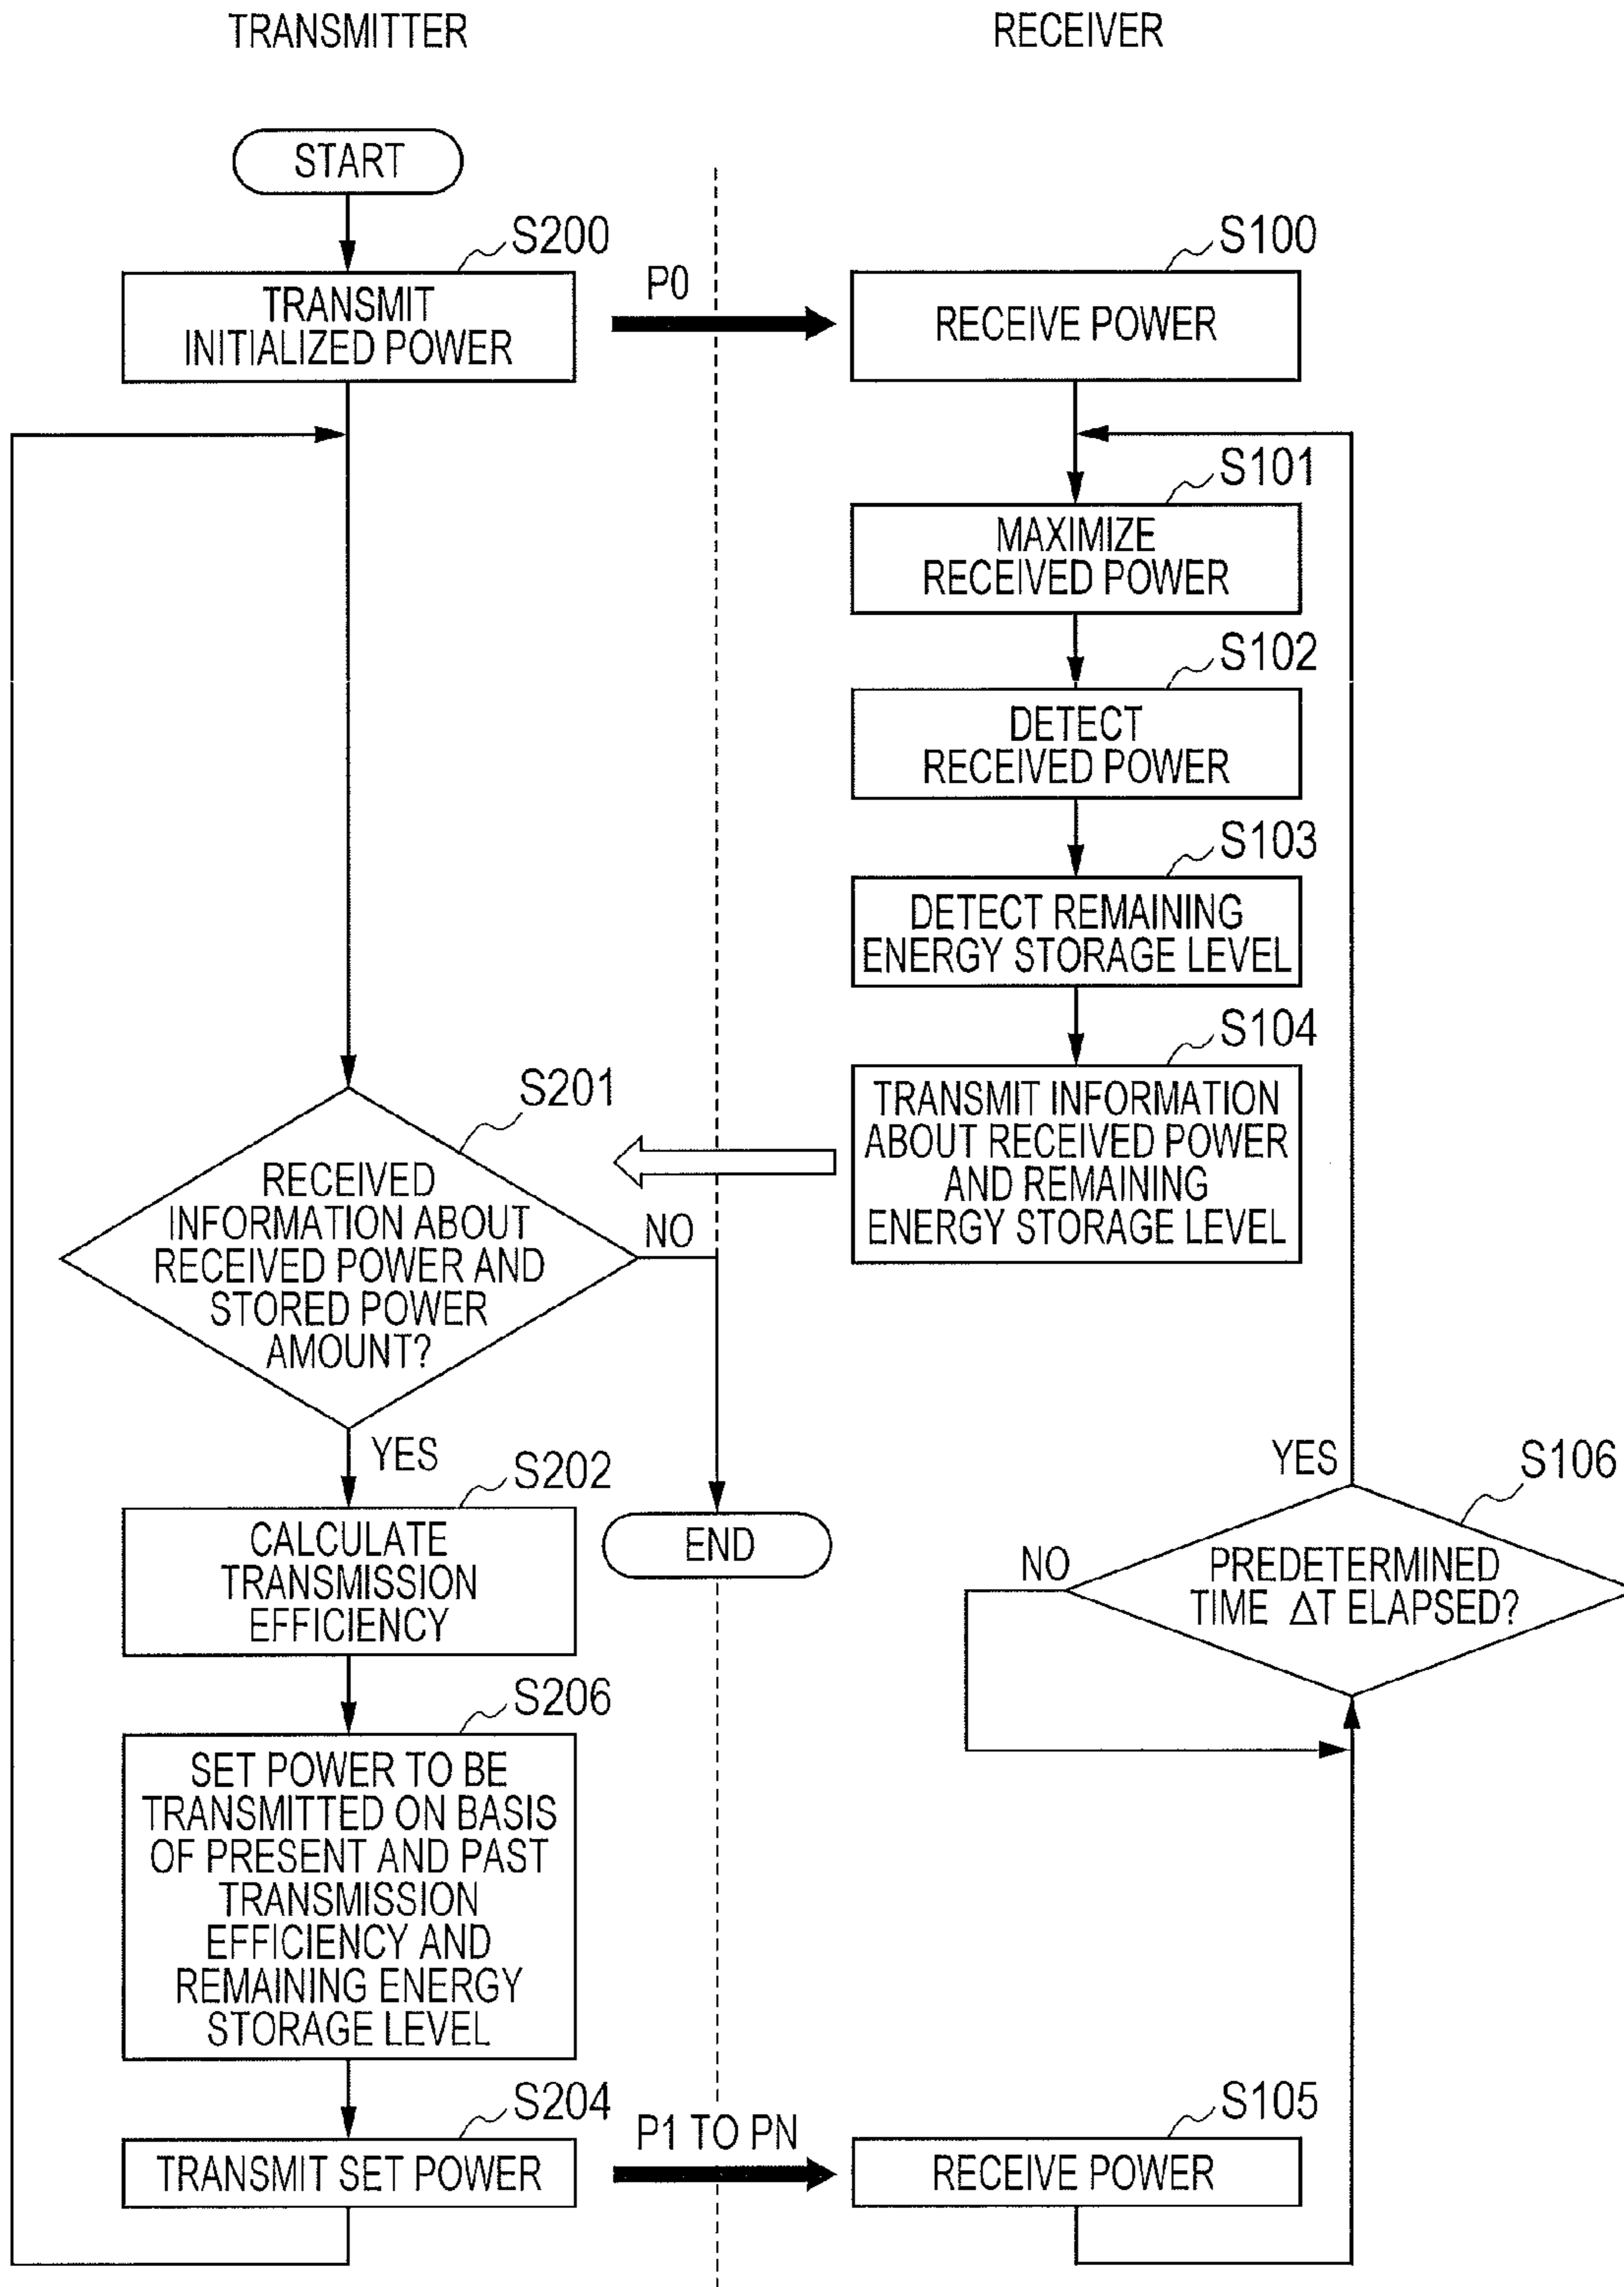 TRANSMITTER
RECEIVER
START
S200
TRANSMIT
INITIALIZED POWER
P0
S100
RECEIVE POWER
S101
MAXIMIZE
RECEIVED POWER
S102
DETECT
RECEIVED POWER
S103
DETECT REMAINING
ENERGY STORAGE LEVEL
S104
TRANSMIT INFORMATION
ABOUT RECEIVED POWER
AND REMAINING
ENERGY STORAGE LEVEL
S201
RECEIVED
INFORMATION ABOUT
RECEIVED POWER AND
STORED POWER
AMOUNT?
NO
YES
S202
CALCULATE
TRANSMISSION
EFFICIENCY
END
YES
S106
NO
PREDETERMINED
TIME ΔT ELAPSED?
S206
SET POWER TO BE
TRANSMITTED ON BASIS
OF PRESENT AND PAST
TRANSMISSION
EFFICIENCY AND
REMAINING ENERGY
STORAGE LEVEL
S204
TRANSMIT SET POWER
P1 TO PN
S105
RECEIVE POWER